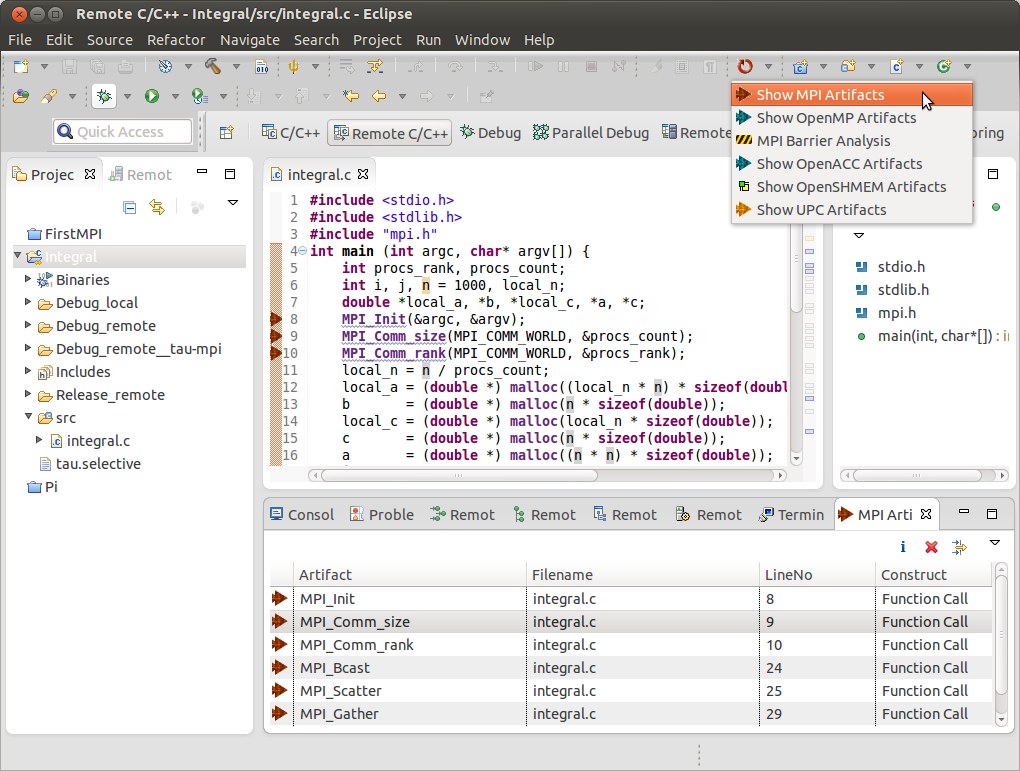 Remote C/C++ - Integral/src/integral.c - Eclipse
File Edit Source Refactor Navigate Search Project Run Window Help
Quick Access C/C++ Remote C/C++ Debug Parallel Debug Remote oring
Show MPI Artifacts
Show OpenMP Artifacts
MPI Barrier Analysis
Show OpenACC Artifacts
Show OpenSHMEM Artifacts
Show UPC Artifacts
Projec Remot
FirstMPI
Integral
Binaries
Debug_local
Debug_remote
Debug_remote__tau-mpi
Includes
Release_remote
src
integral.c
tau.selective
Pi
integral.c
1 #include <stdio.h>
2 #include <stdlib.h>
3 #include "mpi.h"
4 int main (int argc, char* argv[]) {
5 int procs_rank, procs_count;
6 int i, j, n = 1000, local_n;
7 double *local_a, *b, *local_c, *a, *c;
8 MPI_Init(&argc, &argv);
9 MPI_Comm_size(MPI_COMM_WORLD, &procs_count);
10 MPI_Comm_rank(MPI_COMM_WORLD, &procs_rank);
11 local_n = n / procs_count;
12 local_a = (double *) malloc((local_n * n) * sizeof(doubl
13 b = (double *) malloc(n * sizeof(double));
14 local_c = (double *) malloc(local_n * sizeof(double));
15 c = (double *) malloc(n * sizeof(double));
16 a = (double *) malloc((n * n) * sizeof(double));
stdio.h
stdlib.h
mpi.h
main(int, char*[]) : in
Consol Proble Remot Remot Remot Remot Termin MPI Arti
Artifact Filename LineNo Construct
MPI_Init integral.c 8 Function Call
MPI_Comm_size integral.c 9 Function Call
MPI_Comm_rank integral.c 10 Function Call
MPI_Bcast integral.c 24 Function Call
MPI_Scatter integral.c 25 Function Call
MPI_Gather integral.c 29 Function Call